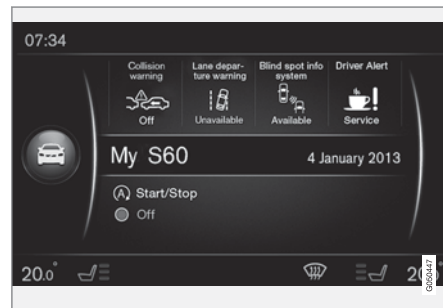 07:34
Collision warning
Lane depar-ture warning
Blind spot info system
Driver Alert
Off
Unavailable
Available
Service
My S60
4 January 2013
Start/Stop
Off
20.0°
G050447